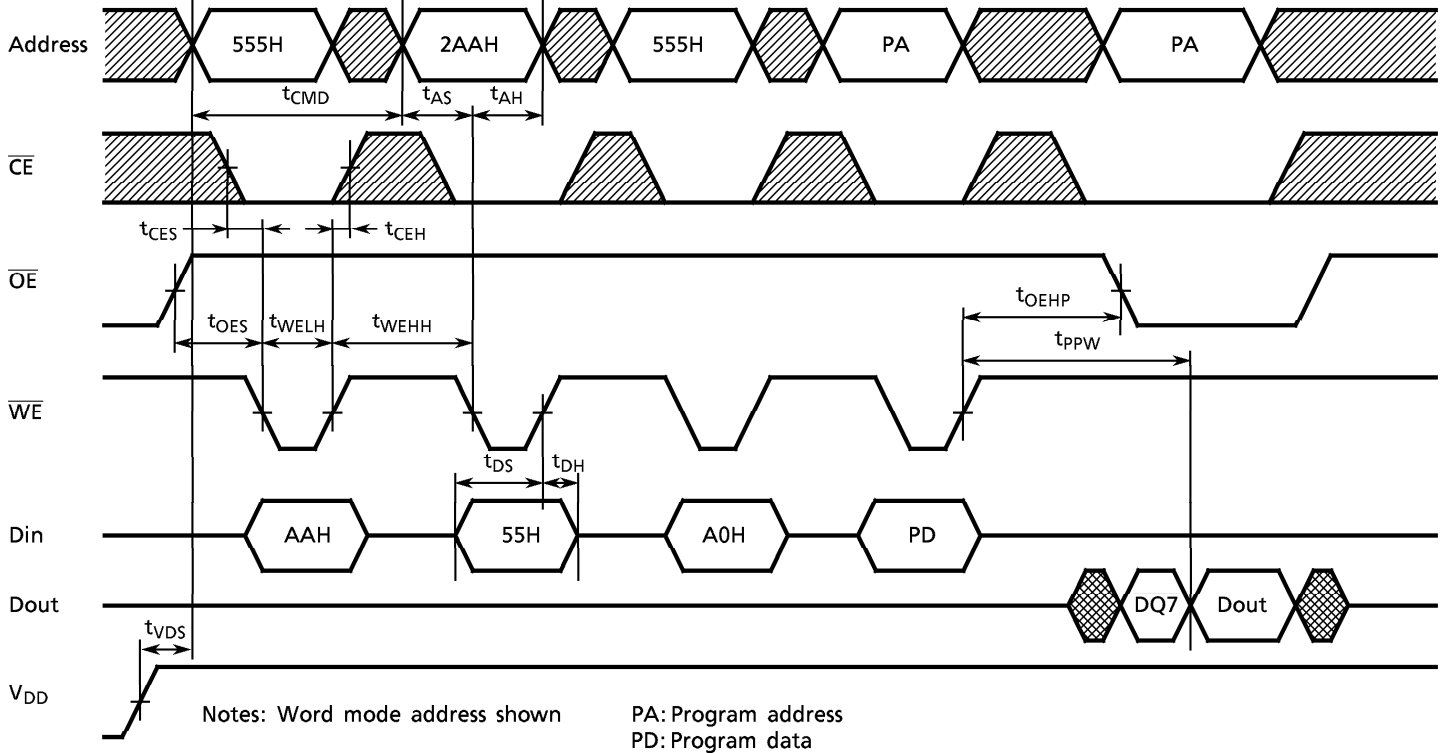 Address 555H 2AAH 555H PA PA
tCMD tAS tAH
CE
tCES tCEH
OE
tOES tWELH tWEHH tOEHP
tPPW
WE
tDS tDH
Din AAH 55H A0H PD
Dout DQ7 Dout
tVDS
VDD
Notes: Word mode address shown PA: Program address
PD: Program data